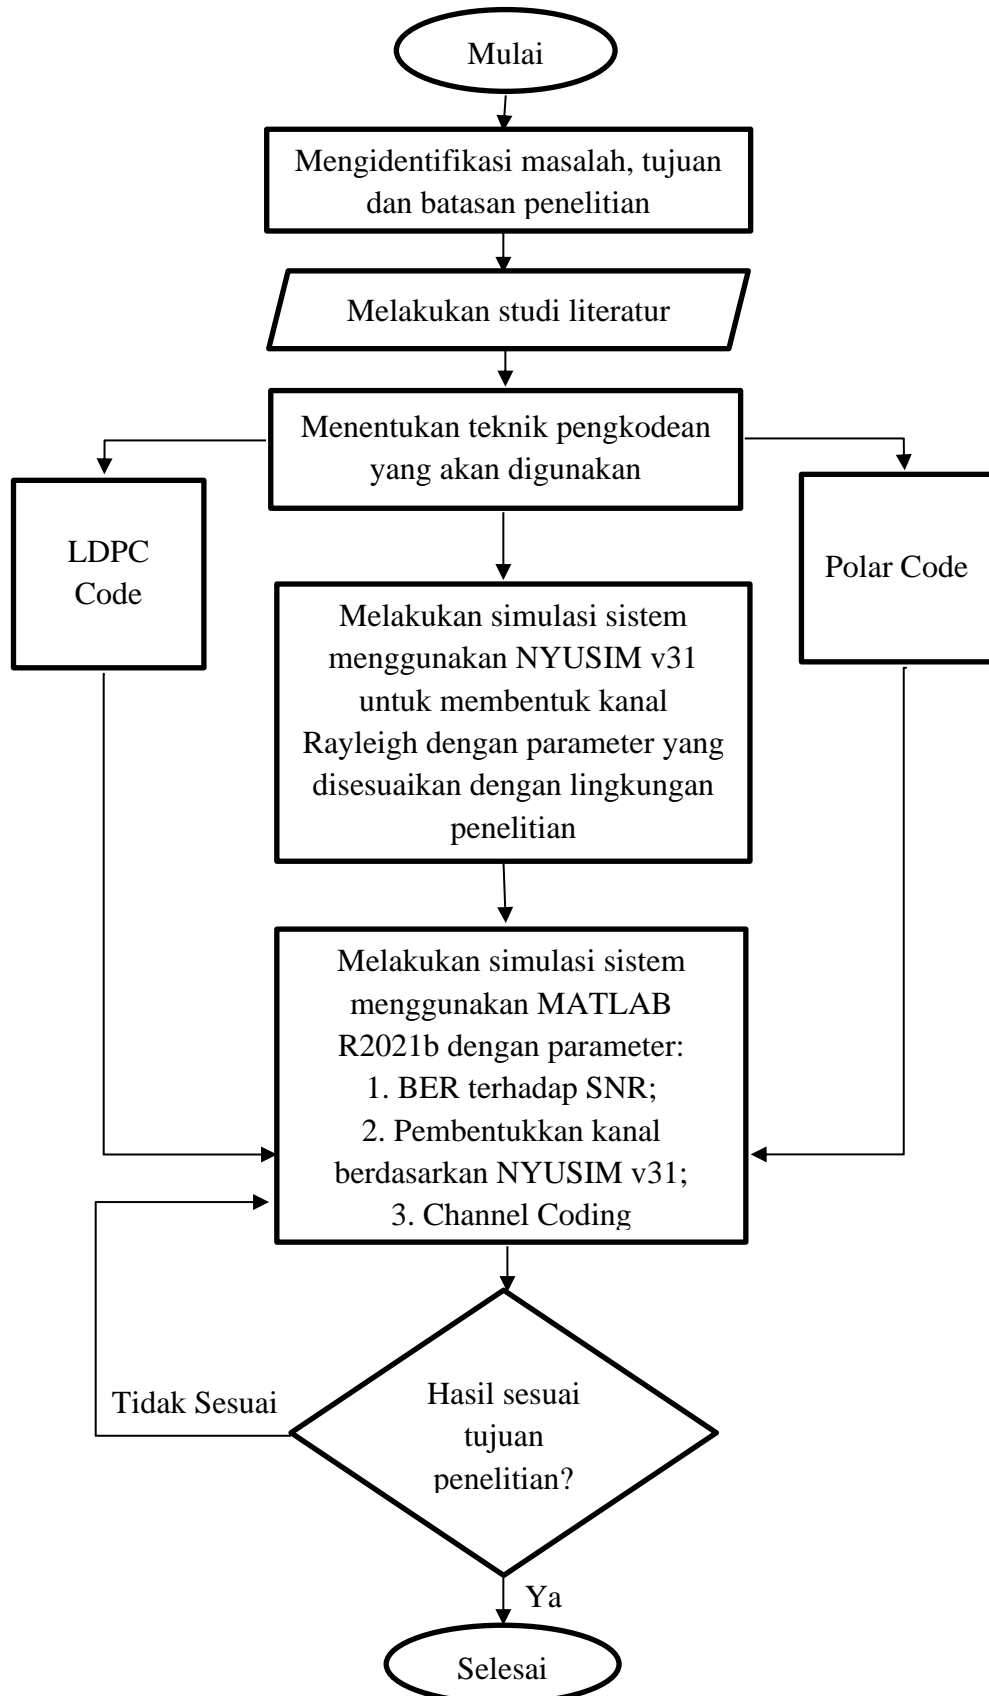 Mulai
Mengidentifikasi masalah, tujuan
dan batasan penelitian
Melakukan studi literatur
Menentukan teknik pengkodean
yang akan digunakan
LDPC
Code
Polar Code
Melakukan simulasi sistem
menggunakan NYUSIM v31
untuk membentuk kanal
Rayleigh dengan parameter yang
disesuaikan dengan lingkungan
penelitian
Melakukan simulasi sistem
menggunakan MATLAB
R2021b dengan parameter:
1. BER terhadap SNR;
2. Pembentukkan kanal
berdasarkan NYUSIM v31;
3. Channel Coding
Tidak Sesuai
Hasil sesuai
tujuan
penelitian?
Ya
Selesai